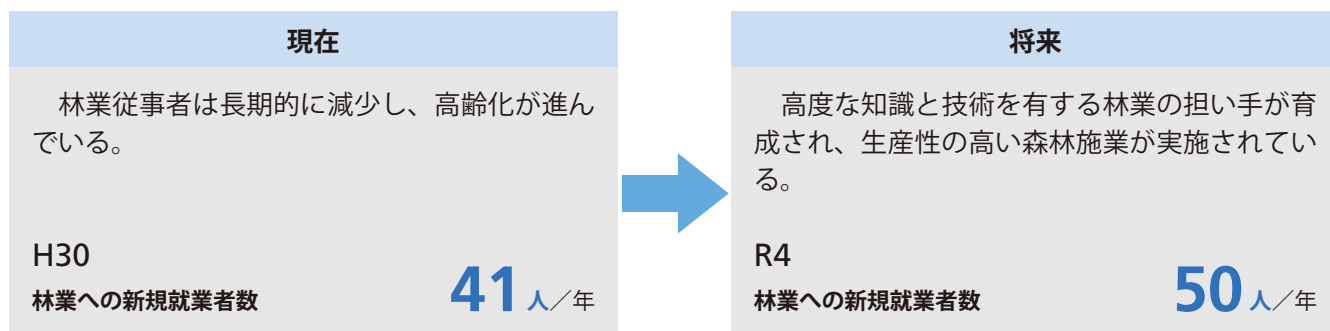 現在
林業従事者は長期的に減少し、高齢化が進ん
でいる。
H30
林業への新規就業者数
41人／年
将来
高度な知識と技術を有する林業の担い手が育
成され、生産性の高い森林施業が実施されてい
る。
R4
林業への新規就業者数
50人／年